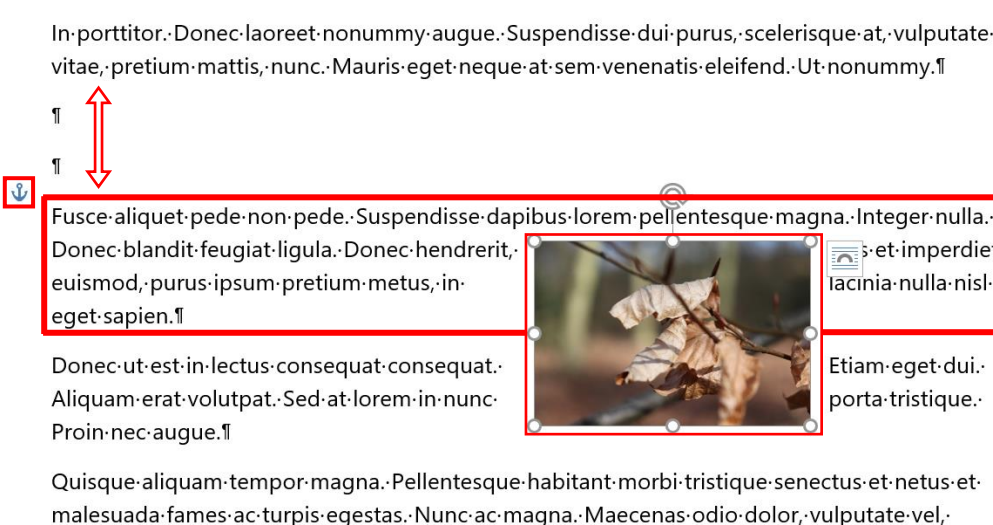 In·porttitor.·Donec·laoreet·nonummy·augue.·Suspendisse·dui·purus,·scelerisque·at,·vulputate·
vitae,·pretium·mattis,·nunc.·Mauris·eget·neque·at·sem·venenatis·eleifend.·Ut·nonummy.¶
¶
¶
Fusce·aliquet·pede·non·pede.·Suspendisse·dapibus·lorem·pellentesque·magna.·Integer·nulla.·
Donec·blandit·feugiat·ligula.·Donec·hendrerit,· ·et·imperdiet
euismod,·purus·ipsum·pretium·metus,·in· lacinia·nulla·nisl·
eget·sapien.¶
Donec·ut·est·in·lectus·consequat·consequat.· Etiam·eget·dui.·
Aliquam·erat·volutpat.·Sed·at·lorem·in·nunc· porta·tristique.·
Proin·nec·augue.¶
Quisque·aliquam·tempor·magna.·Pellentesque·habitant·morbi·tristique·senectus·et·netus·et·
malesuada·fames·ac·turpis·egestas.·Nunc·ac·magna.·Maecenas·odio·dolor,·vulputate·vel,·